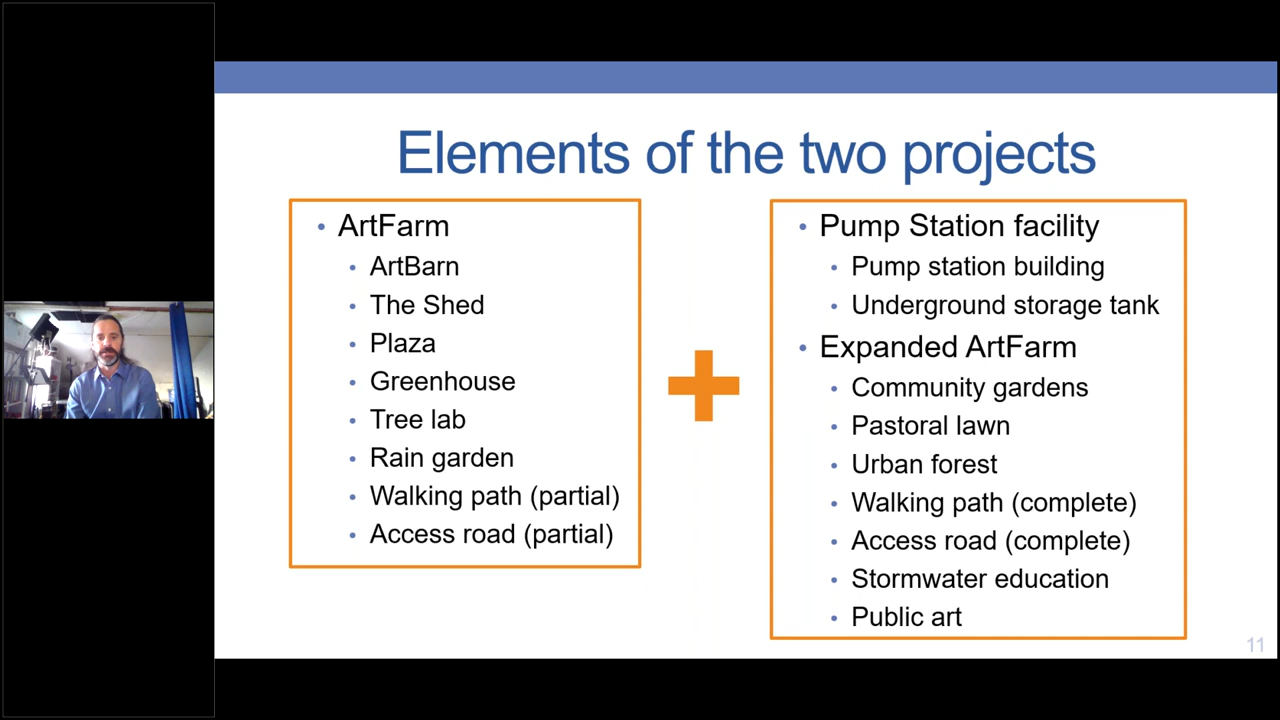 Elements of the two projects
• ArtFarm
• ArtBarn
• The Shed
• Plaza
• Greenhouse
• Tree lab
• Rain garden
• Walking path (partial)
• Access road (partial)
• Pump Station facility
• Pump station building
• Underground storage tank
• Expanded ArtFarm
• Community gardens
• Pastoral lawn
• Urban forest
• Walking path (complete)
• Access road (complete)
• Stormwater education
• Public art
11